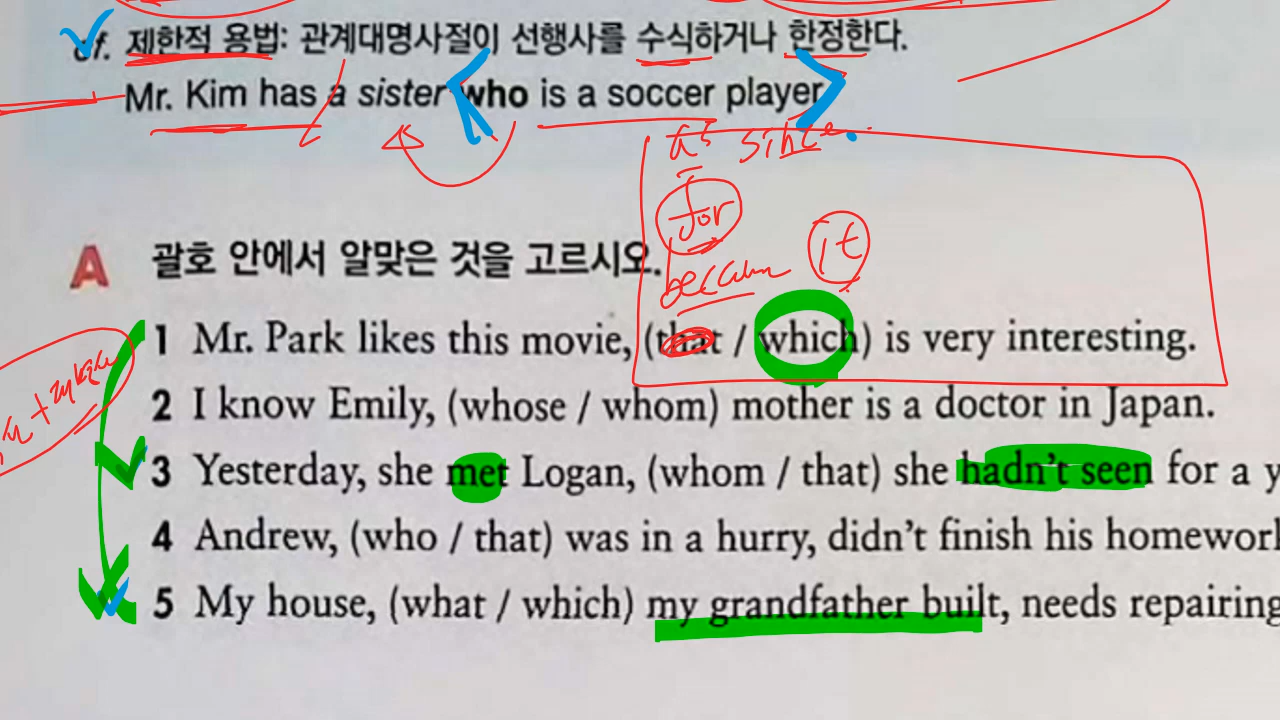 cf. 제한적 용법: 관계대명사절이 선행사를 수식하거나 한정한다.
Mr. Kim has a sister who is a soccer player.
as since
for
it
because
A 괄호 안에서 알맞은 것을 고르시오.
1 Mr. Park likes this movie, (that / which) is very interesting.
2 I know Emily, (whose / whom) mother is a doctor in Japan.
3 Yesterday, she met Logan, (whom / that) she hadn't seen for a y
4 Andrew, (who / that) was in a hurry, didn't finish his homework
5 My house, (what / which) my grandfather built, needs repairing